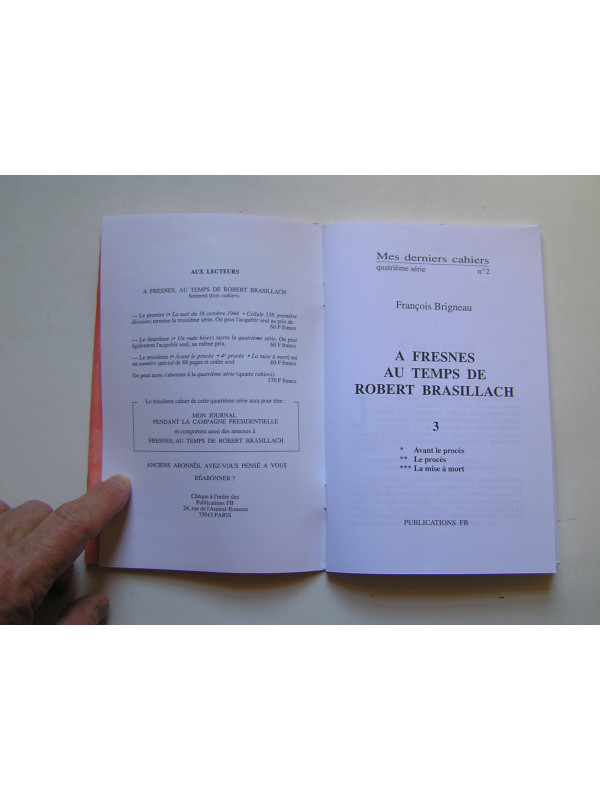 AUX LECTEURS
A FRESNES, AU TEMPS DE ROBERT BRASILLACH
forment trois cahiers.
— Le premier (• La nuit du 16 octobre 1944 • Cellule 338, première
division) termine la troisième série. On peut l'acquérir seul au prix de
60 F franco
— Le deuxième (• Un rude hiver) ouvre la quatrième série. On peut
également l'acquérir seul, au même prix.
— Le troisième (• Avant le procès • 4e procès • La mise à mort) est
un numéro spécial de 88 pages et coûte seul 60 F franco
On peut aussi s'abonner à la quatrième série (quatre cahiers).
170 F franco
Le troisième cahier de cette quatrième série aura pour titre :
MON JOURNAL
PENDANT LA CAMPAGNE PRESIDENTIELLE
et comportera aussi des annexes à
FRESNES, AU TEMPS DE ROBERT BRASILLACH.
ANCIENS ABONNÉS, AVEZ-VOUS PENSÉ A VOUS
RÉABONNER ?
Chèque à l'ordre des
Publications FB
24, rue de l'Amiral-Roussin
75015 PARIS
Mes derniers cahiers
quatrième série n°2
François Brigneau
A FRESNES
AU TEMPS DE
ROBERT BRASILLACH
3
* Avant le procès
** Le procès
*** La mise à mort
PUBLICATIONS FB